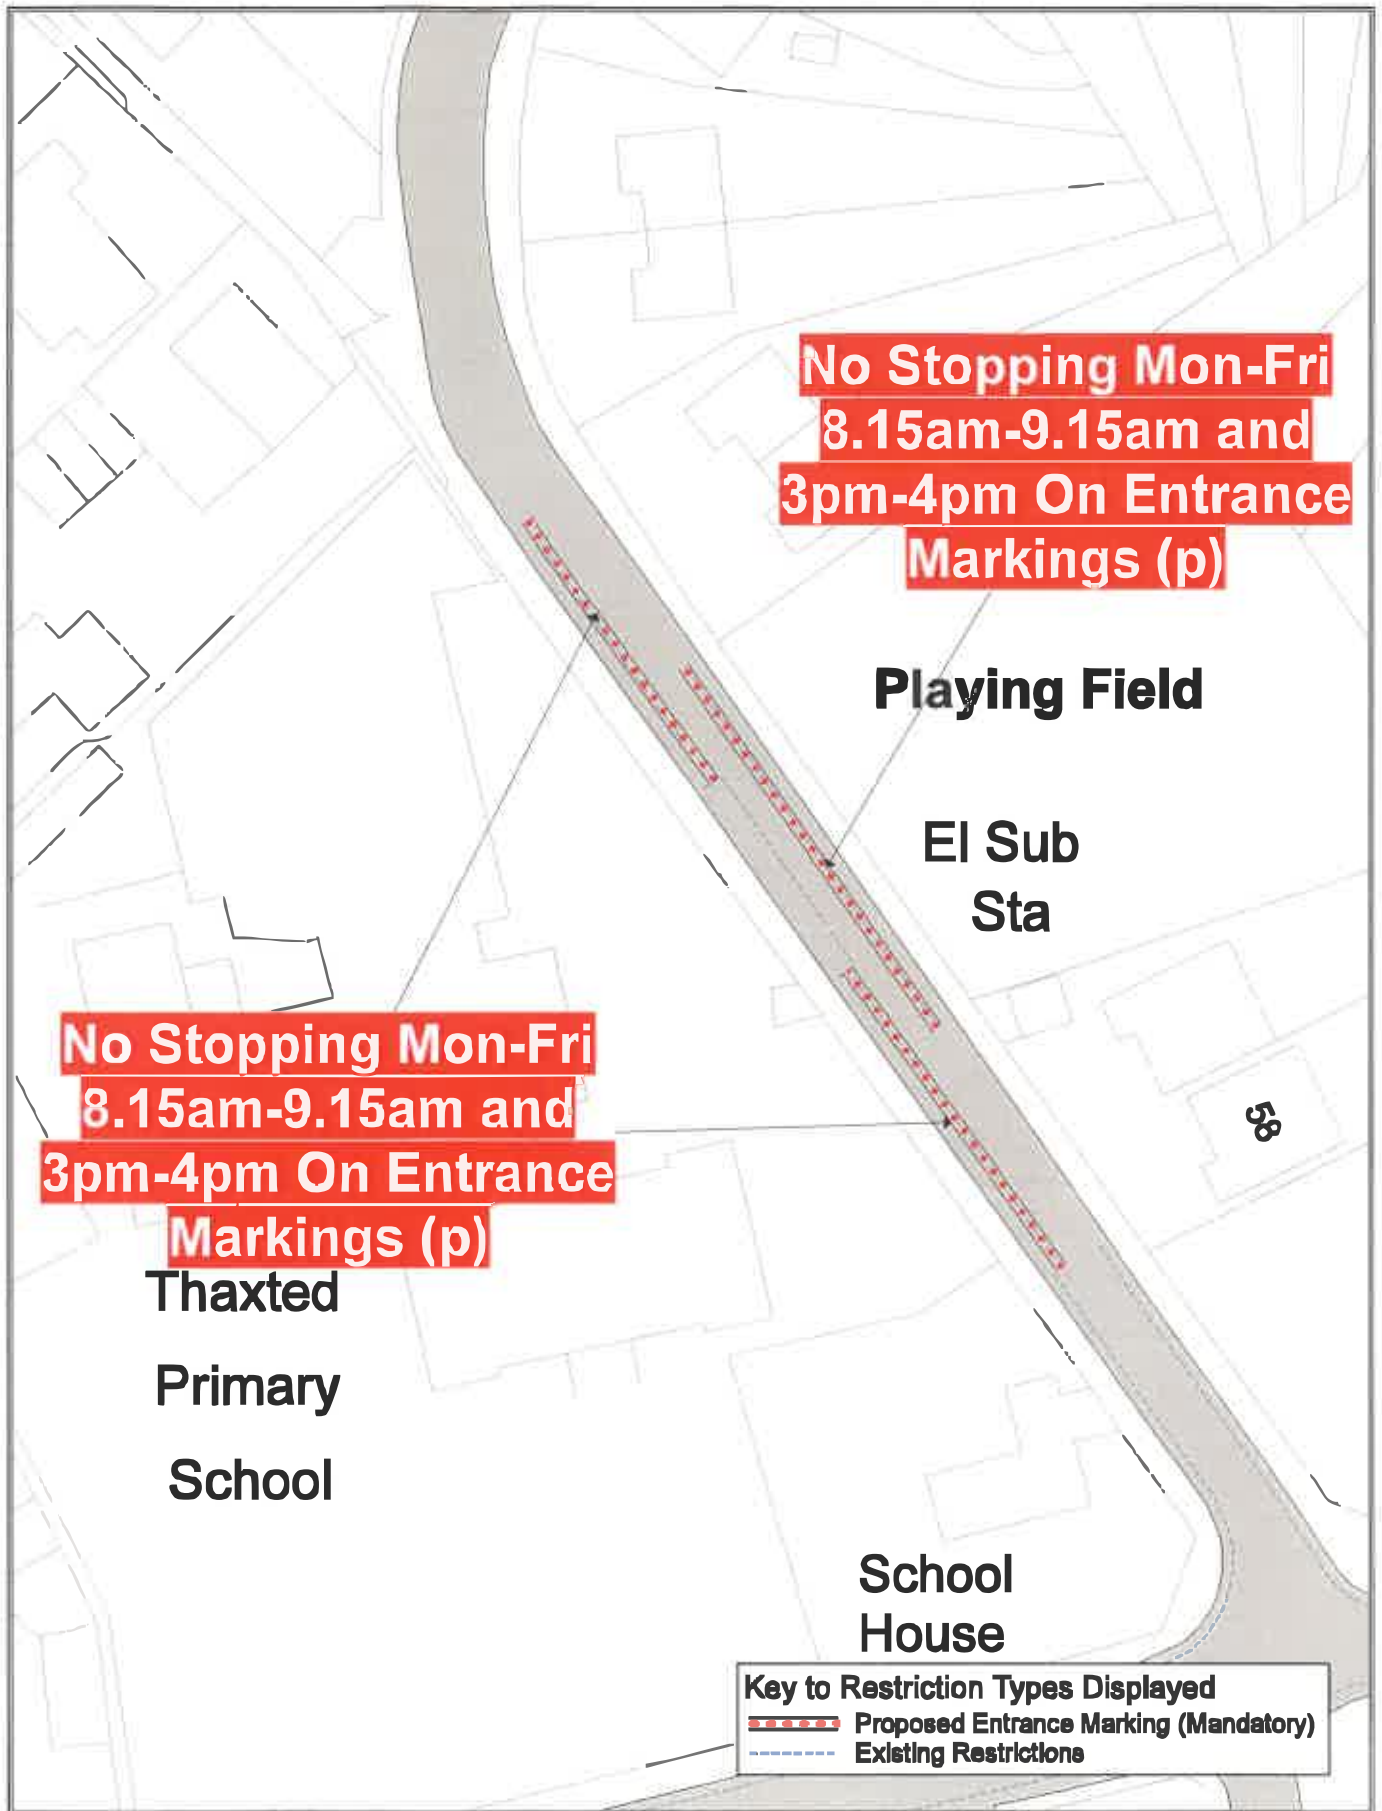 No Stopping Mon-Fri
8.15am-9.15am and
3pm-4pm On Entrance
Markings (p)
Playing Field
El Sub
Sta
No Stopping Mon-Fri
8.15am-9.15am and
3pm-4pm On Entrance
Markings (p)
58
Thaxted
Primary
School
School
House
Key to Restriction Types Displayed
Proposed Entrance Marking (Mandatory)
Existing Restrictions